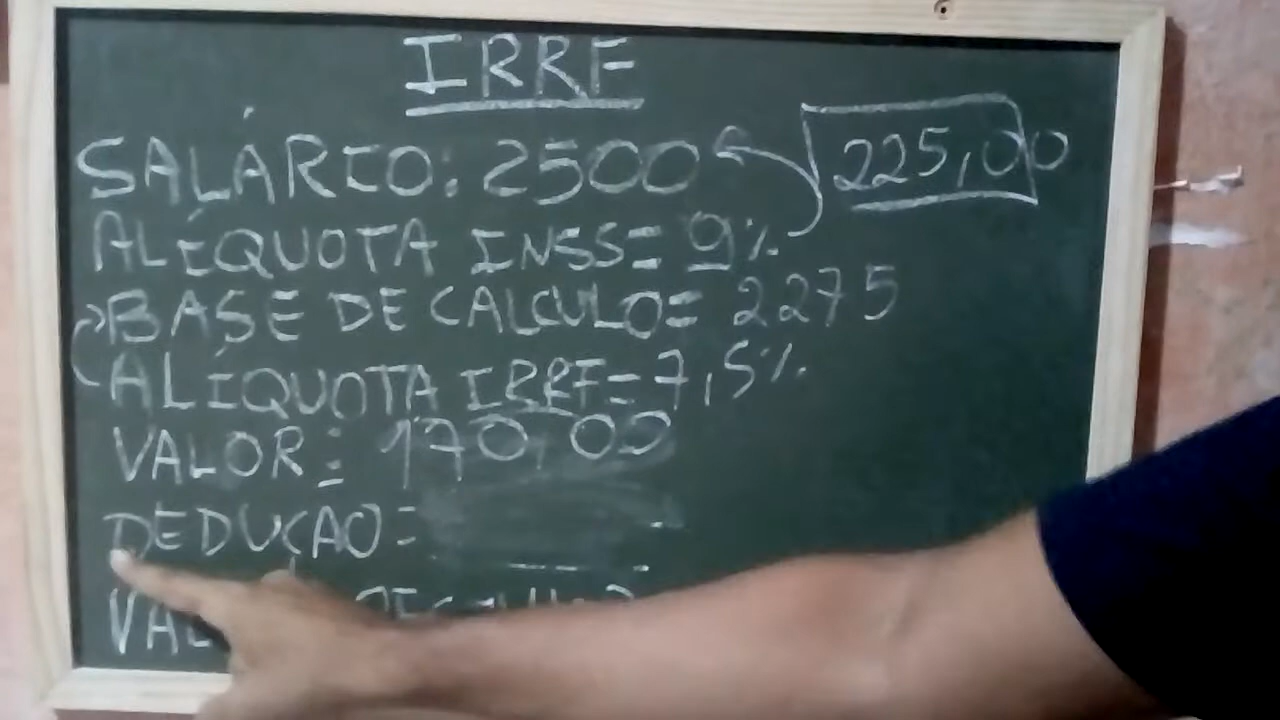 IRRF
SALÁRIO: 2500 225,00
ALÍQUOTA INSS= 9%
BASE DE CALCULO= 2275
ALÍQUOTA IRRF= 7,5%
VALOR= 170,00
DEDUÇAO=